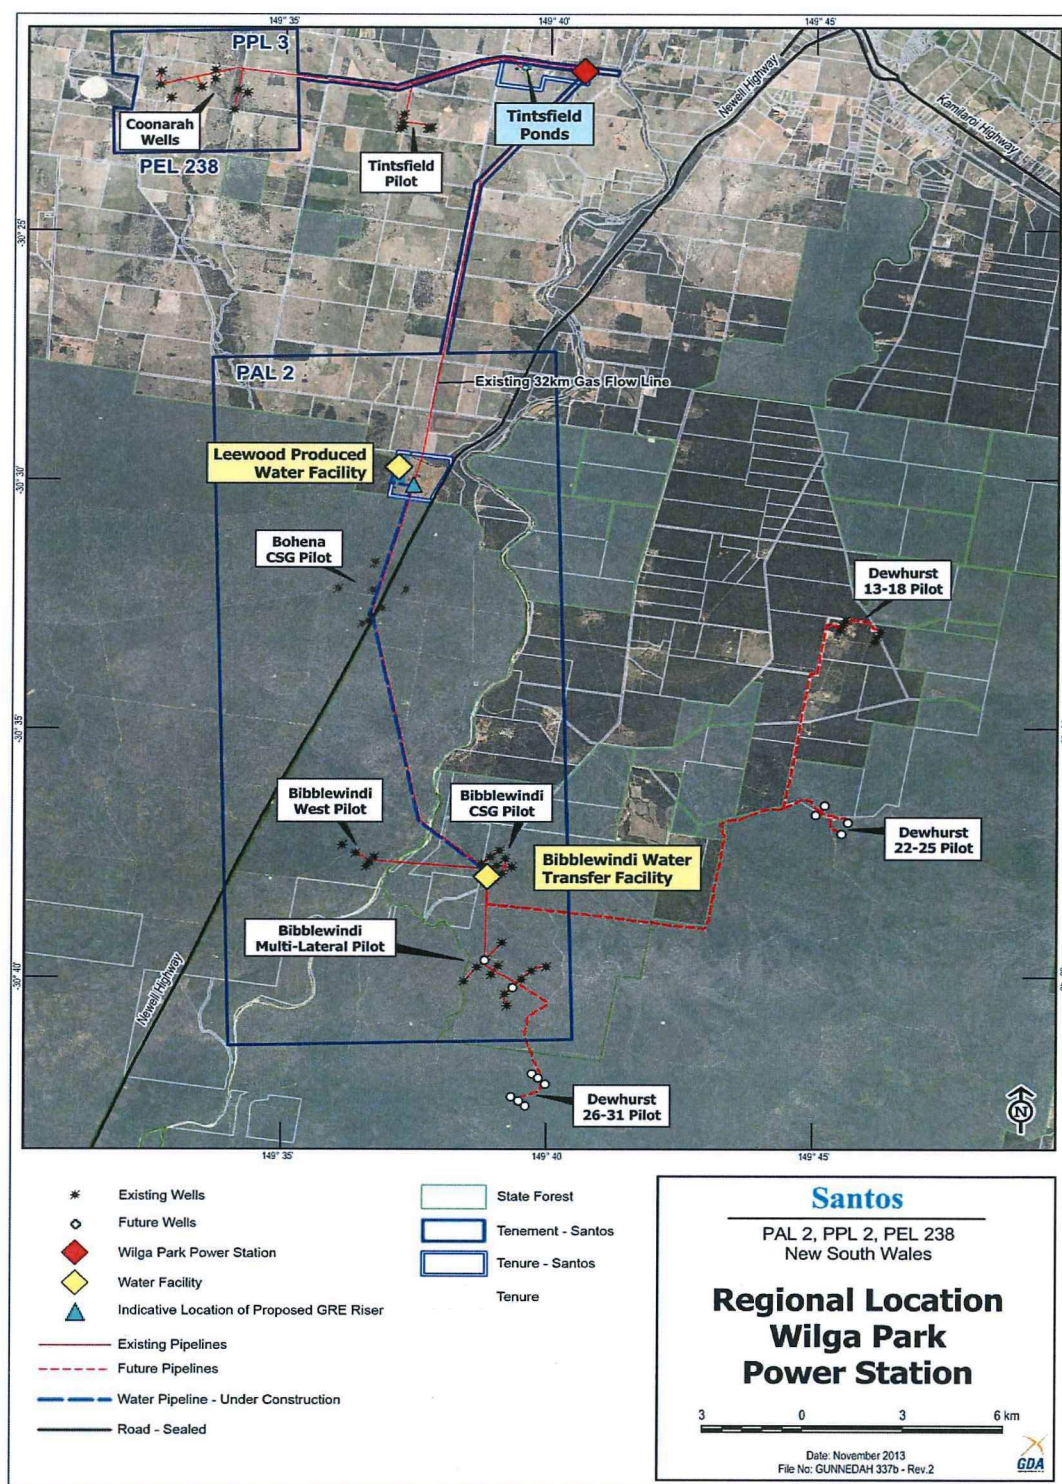 149° 35'
149° 40'
149° 45'
PPL 3
Coonarah
Wells
PEL 238
Tintsfield
Pilot
Tintsfield
Ponds
Newell Highway
Kamilaroi Highway
-30° 25'
PAL 2
Existing 32km Gas Flow Line
Leewood Produced
Water Facility
-30° 30'
Bohena
CSG Pilot
Dewhurst
13-18 Pilot
-30° 35'
Bibblewindi
West Pilot
Bibblewindi
CSG Pilot
Dewhurst
22-25 Pilot
Bibblewindi Water
Transfer Facility
Bibblewindi
Multi-Lateral Pilot
-30° 40'
Newell Highway
Dewhurst
26-31 Pilot
N
149° 35'
149° 40'
149° 45'
Existing Wells
Future Wells
Wilga Park Power Station
Water Facility
Indicative Location of Proposed GRE Riser
Existing Pipelines
Future Pipelines
Water Pipeline - Under Construction
Road - Sealed
State Forest
Tenement - Santos
Tenure - Santos
Tenure
Santos
PAL 2, PPL 2, PEL 238
New South Wales
Regional Location
Wilga Park
Power Station
3 0 3 6 km
Date: November 2013
File No: GUNNEDAH 337b - Rev.2
GDA